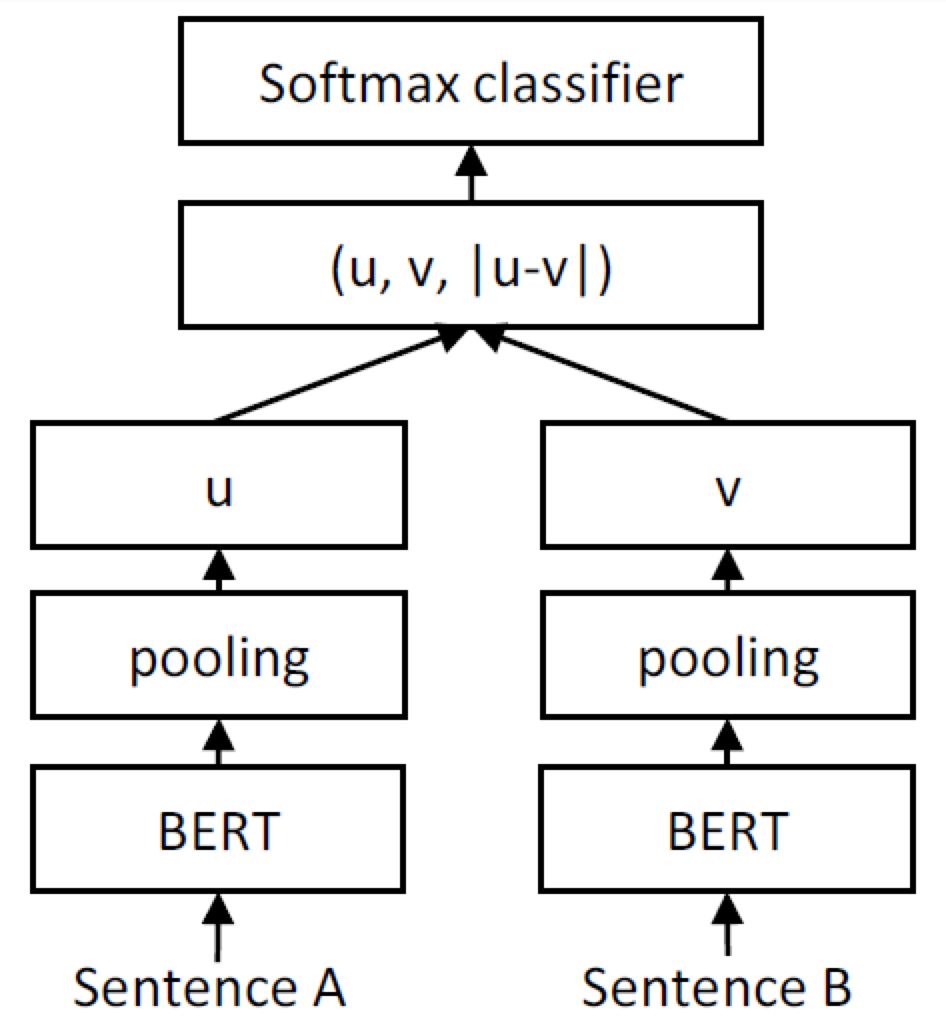 Softmax classifier
(u, v, |u-v|)
u
v
pooling
pooling
BERT
BERT
Sentence A
Sentence B